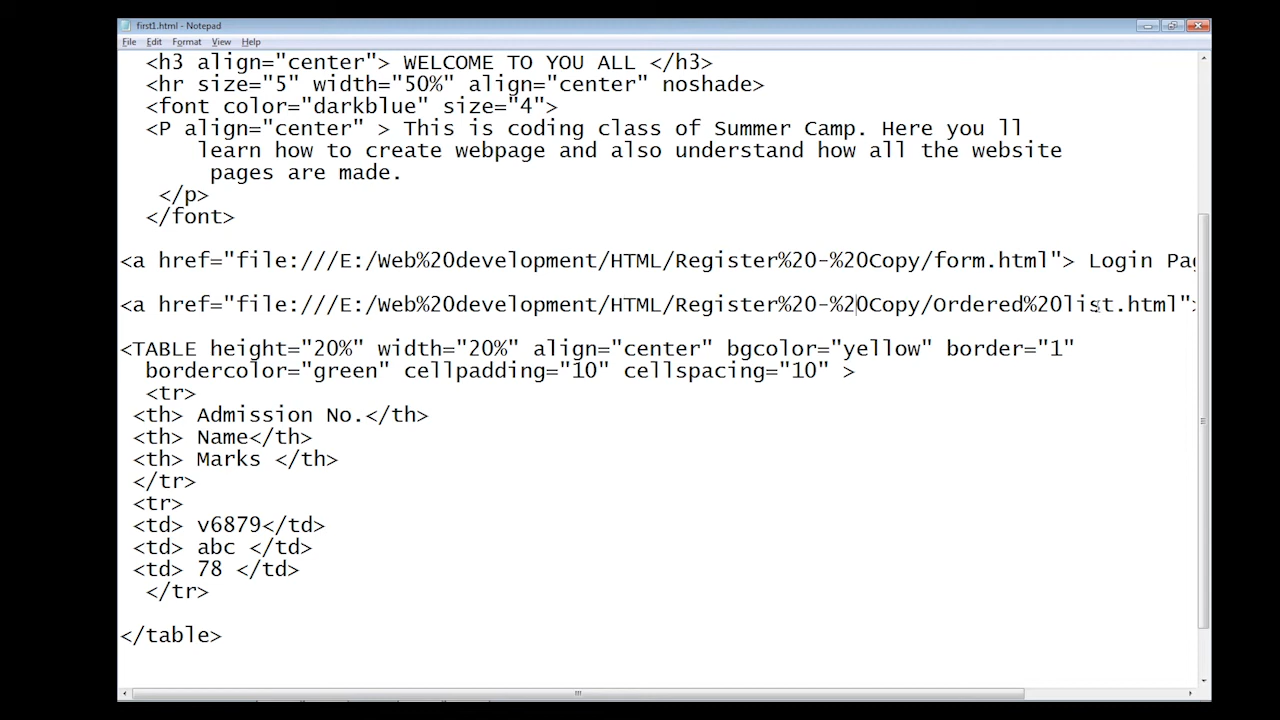 first1.html - Notepad
File Edit Format View Help
<h3 align="center"> WELCOME TO YOU ALL </h3>
<hr size="5" width="50%" align="center" noshade>
<font color="darkblue" size="4">
<P align="center" > This is coding class of Summer Camp. Here you ll
learn how to create webpage and also understand how all the website
pages are made.
</p>
</font>
<a href="file:///E:/Web%20development/HTML/Register%20-%20Copy/form.html"> Login Pag
<a href="file:///E:/Web%20development/HTML/Register%20-%20Copy/Ordered%20list.html">
<TABLE height="20%" width="20%" align="center" bgcolor="yellow" border="1"
bordercolor="green" cellpadding="10" cellspacing="10" >
<tr>
<th> Admission No.</th>
<th> Name</th>
<th> Marks </th>
</tr>
<tr>
<td> v6879</td>
<td> abc </td>
<td> 78 </td>
</tr>
</table>